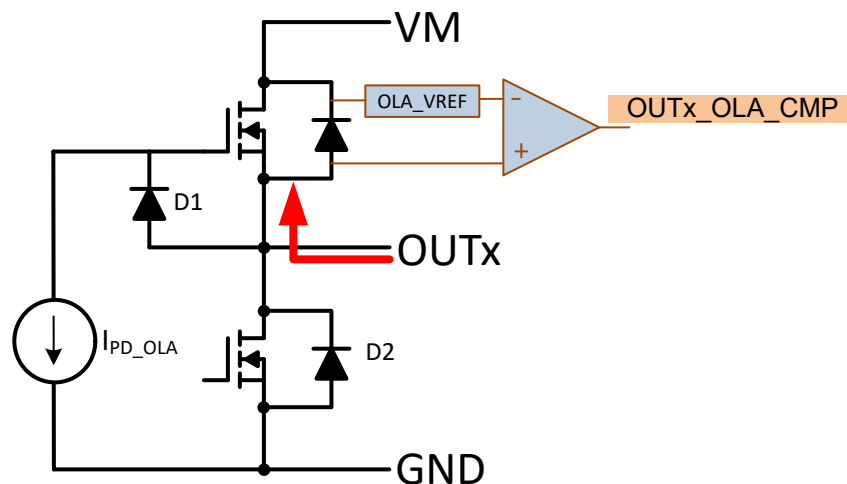 VM
OLA_VREF
-
+
OUTx_OLA_CMP
D1
OUTx
IPD_OLA
D2
GND